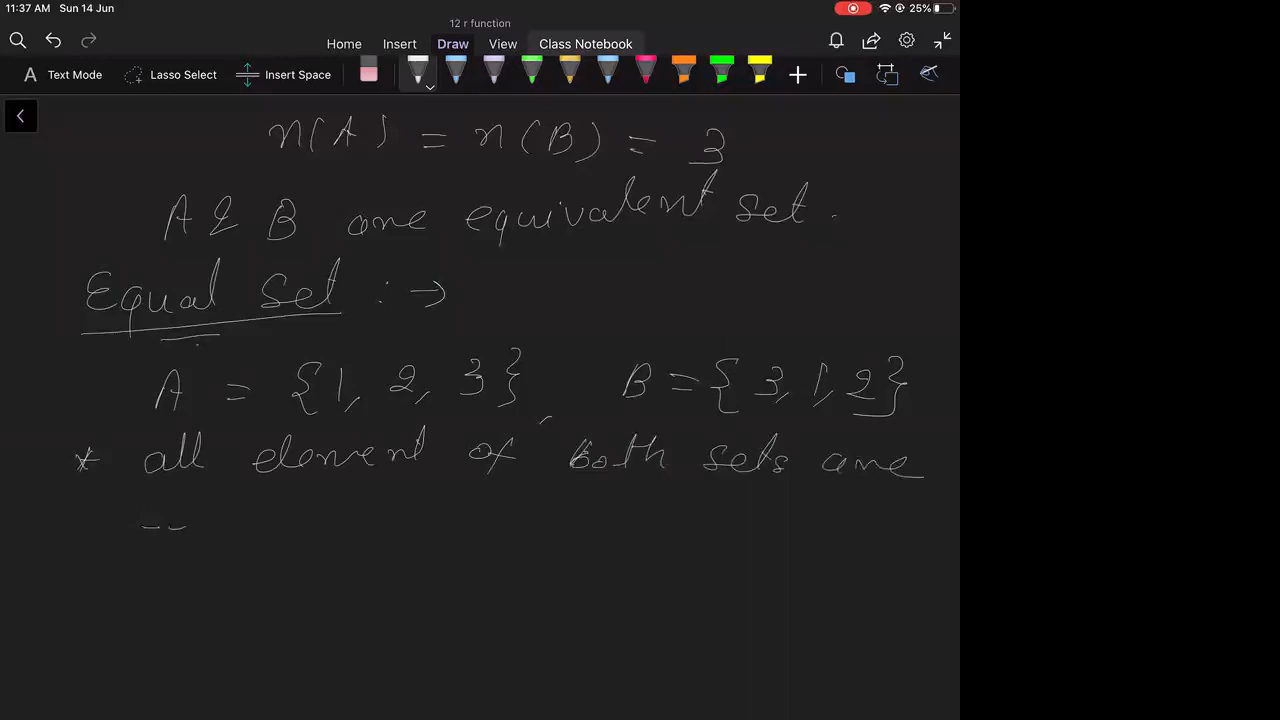 11:37 AM Sun 14 Jun 25%
12 r function
Home Insert Draw View Class Notebook
A Text Mode Lasso Select Insert Space
n(A) = n(B) = 3
A & B are equivalent set.
Equal Set : →
A = {1, 2, 3}, B = {3, 1, 2}
* all element of both sets are
--